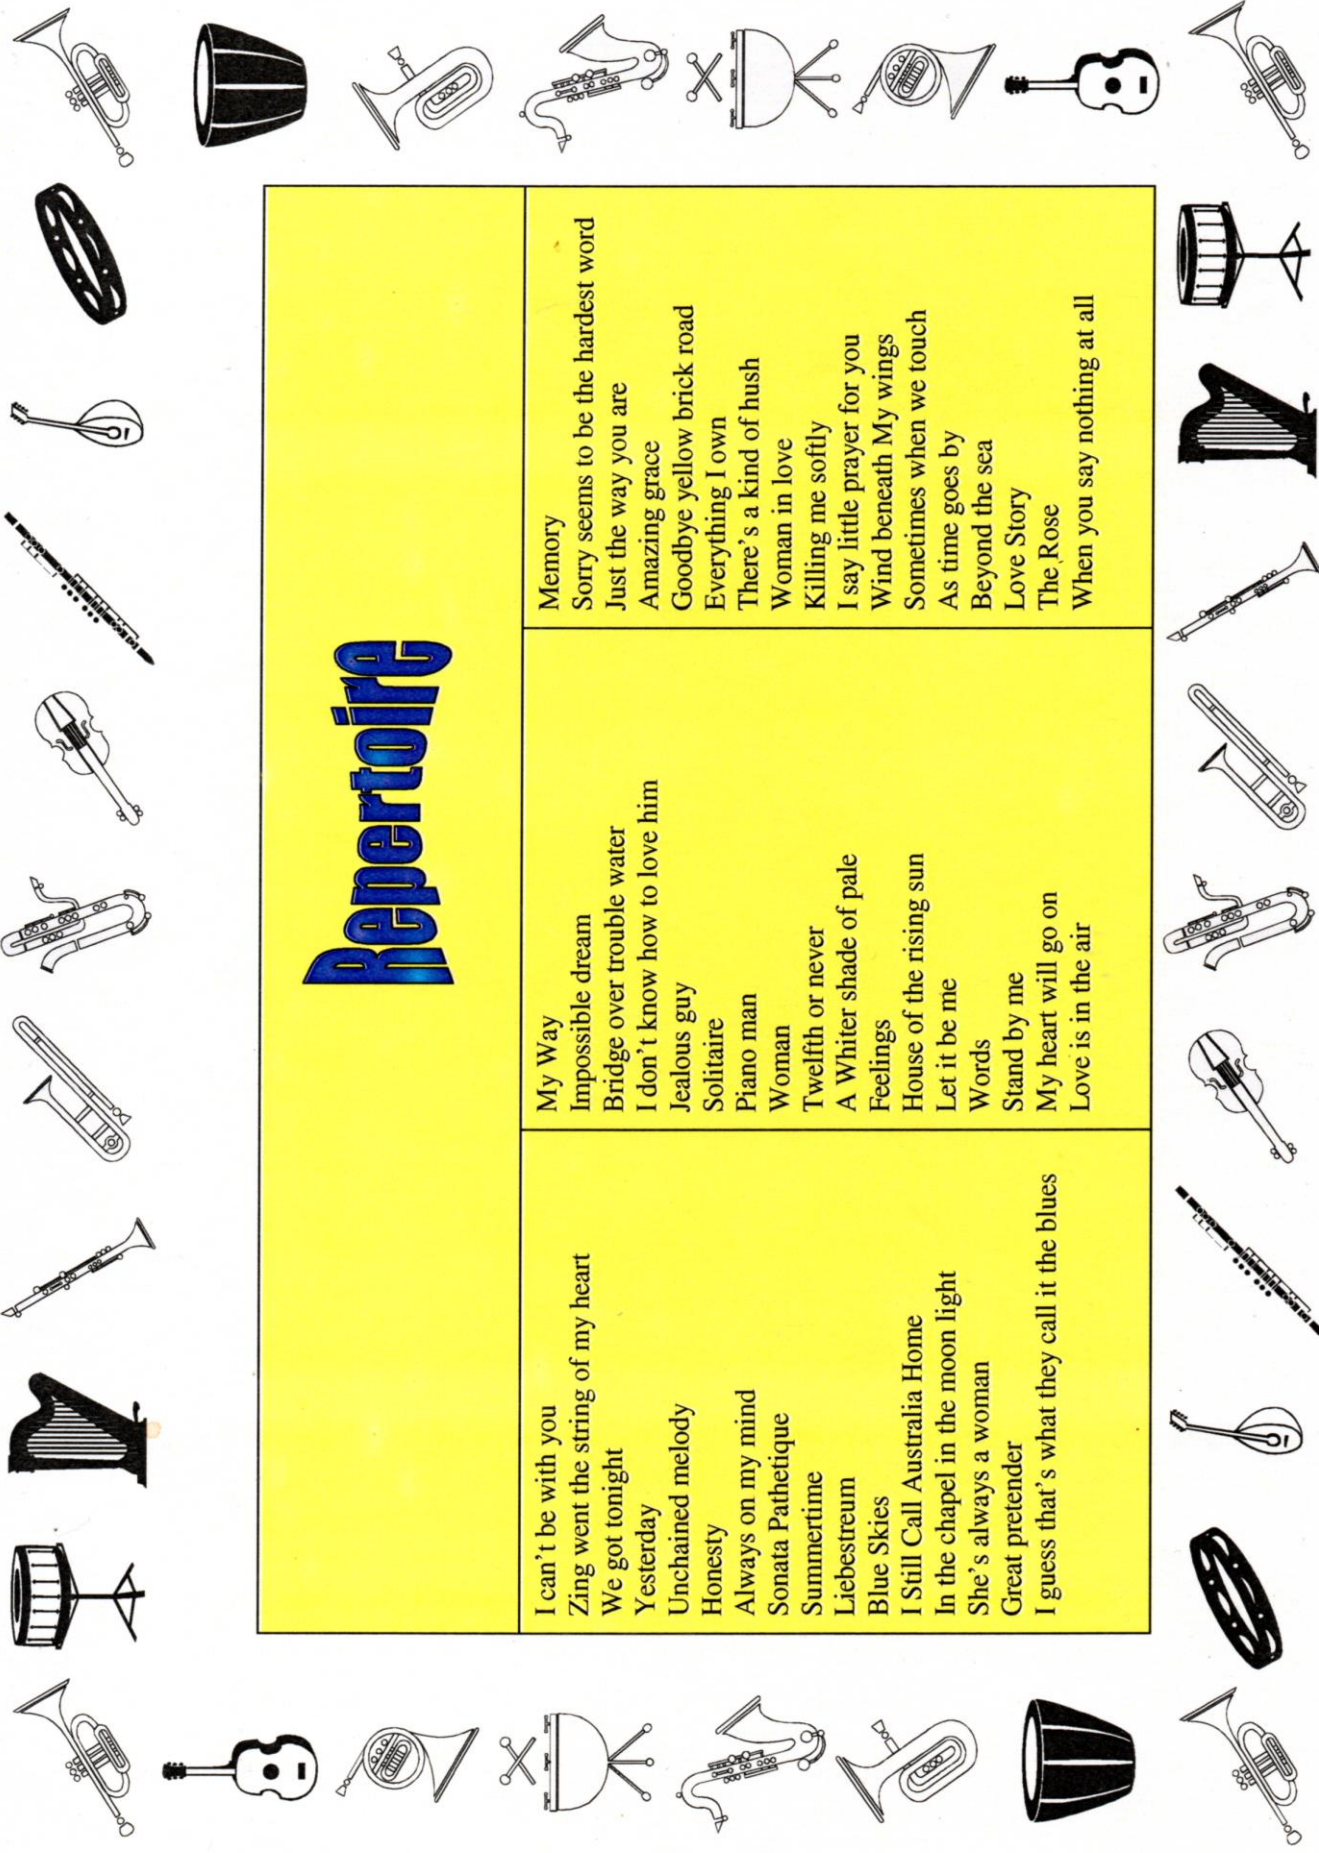 Repertoire
I can't be with you
Zing went the string of my heart
We got tonight
Yesterday
Unchained melody
Honesty
Always on my mind
Sonata Pathetique
Summertime
Liebestreum
Blue Skies
I Still Call Australia Home
In the chapel in the moon light
She's always a woman
Great pretender
I guess that's what they call it the blues
My Way
Impossible dream
Bridge over trouble water
I don't know how to love him
Jealous guy
Solitaire
Piano man
Woman
Twelfth or never
A Whiter shade of pale
Feelings
House of the rising sun
Let it be me
Words
Stand by me
My heart will go on
Love is in the air
Memory
Sorry seems to be the hardest word
Just the way you are
Amazing grace
Goodbye yellow brick road
Everything I own
There's a kind of hush
Woman in love
Killing me softly
I say little prayer for you
Wind beneath My wings
Sometimes when we touch
As time goes by
Beyond the sea
Love Story
The Rose
When you say nothing at all